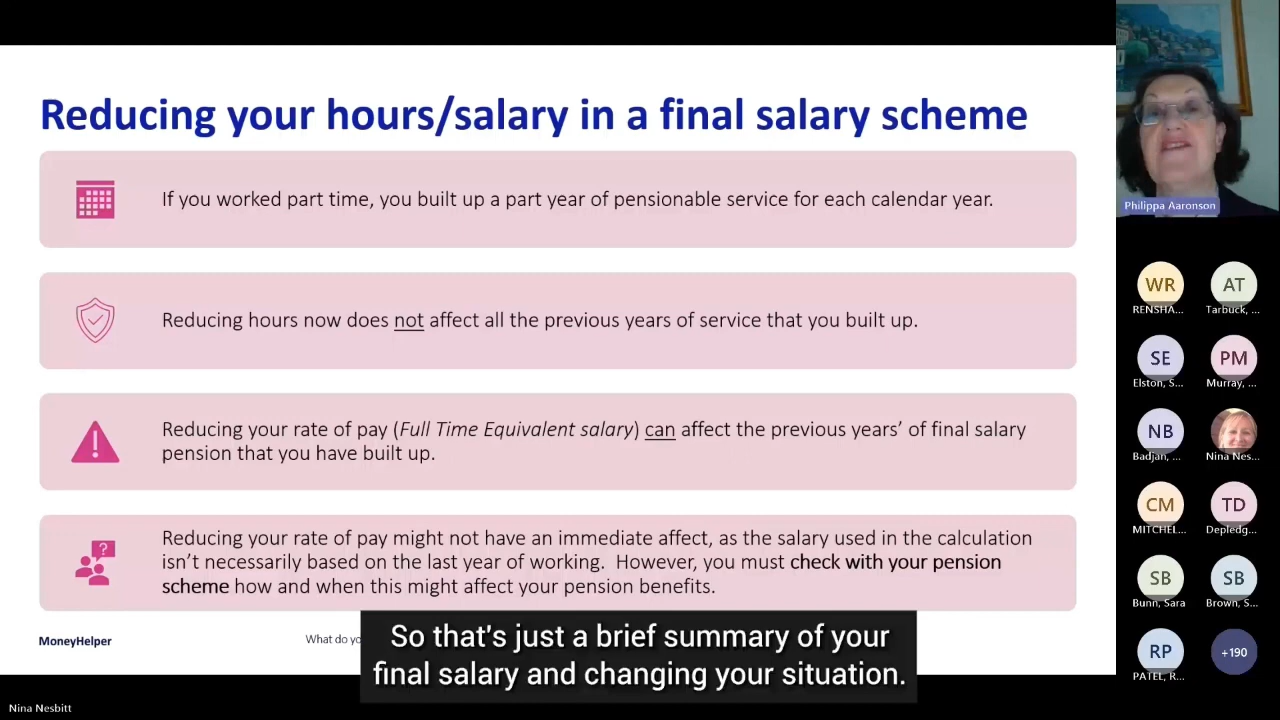 Reducing your hours/salary in a final salary scheme
If you worked part time, you built up a part year of pensionable service for each calendar year.
Reducing hours now does not affect all the previous years of service that you built up.
Reducing your rate of pay (Full Time Equivalent salary) can affect the previous years’ of final salary
pension that you have built up.
Reducing your rate of pay might not have an immediate affect, as the salary used in the calculation
isn’t necessarily based on the last year of working. However, you must check with your pension
scheme how and when this might affect your pension benefits.
MoneyHelper
What do yo
So that's just a brief summary of your
final salary and changing your situation.
Nina Nesbitt
Philippa Aaronson
WR
RENSHA...
AT
Tarbuck, ...
SE
Elston, S...
PM
Murray, ...
NB
Badjan, ...
Nina Nes...
CM
MITCHEL...
TD
Depledg...
SB
Bunn, Sara
SB
Brown, S...
RP
PATEL, R...
+190